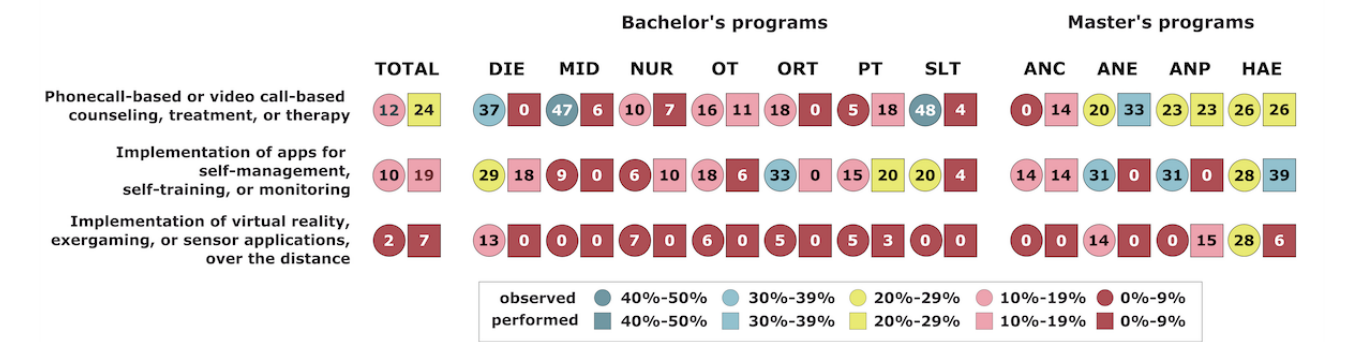 Bachelor's programs Master's programs
TOTAL DIE MID NUR OT ORT PT SLT ANC ANE ANP HAE
Phonecall-based or video call-based
counseling, treatment, or therapy
12 24 37 0 47 6 10 7 16 11 18 0 5 18 48 4 0 14 20 33 23 23 26 26
Implementation of apps for
self-management,
self-training, or monitoring
10 19 29 18 9 0 6 10 18 6 33 0 15 20 20 4 14 14 31 0 31 0 28 39
Implementation of virtual reality,
exergaming, or sensor applications,
over the distance
2 7 13 0 0 0 7 0 6 0 5 0 5 3 0 0 0 0 14 0 0 15 28 6
observed 40%-50% 30%-39% 20%-29% 10%-19% 0%-9%
performed 40%-50% 30%-39% 20%-29% 10%-19% 0%-9%